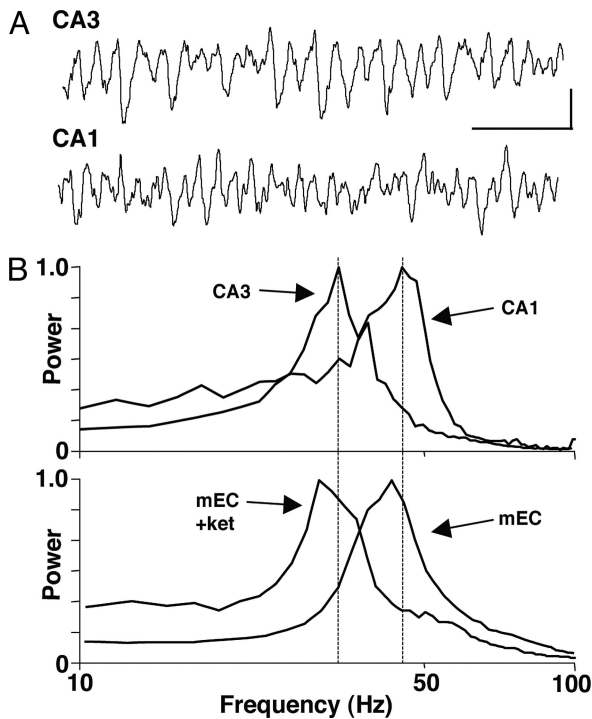 A CA3
CA1
B 1.0
CA3
CA1
Power
0
1.0
mEC
+ket
mEC
Power
0
10 50 100
Frequency (Hz)